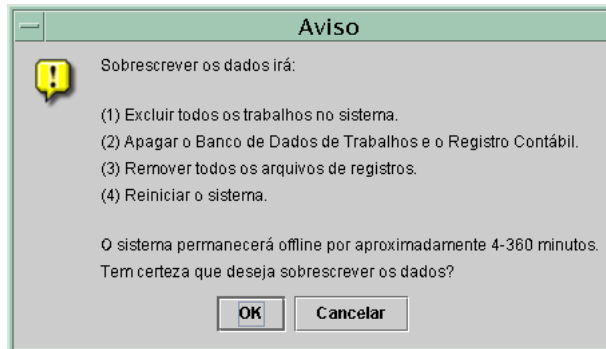 Aviso
Sobrescrever os dados irá:
(1) Excluir todos os trabalhos no sistema.
(2) Apagar o Banco de Dados de Trabalhos e o Registro Contábil.
(3) Remover todos os arquivos de registros.
(4) Reiniciar o sistema.
O sistema permanecerá offline por aproximadamente 4-360 minutos.
Tem certeza que deseja sobrescrever os dados?
OK Cancelar